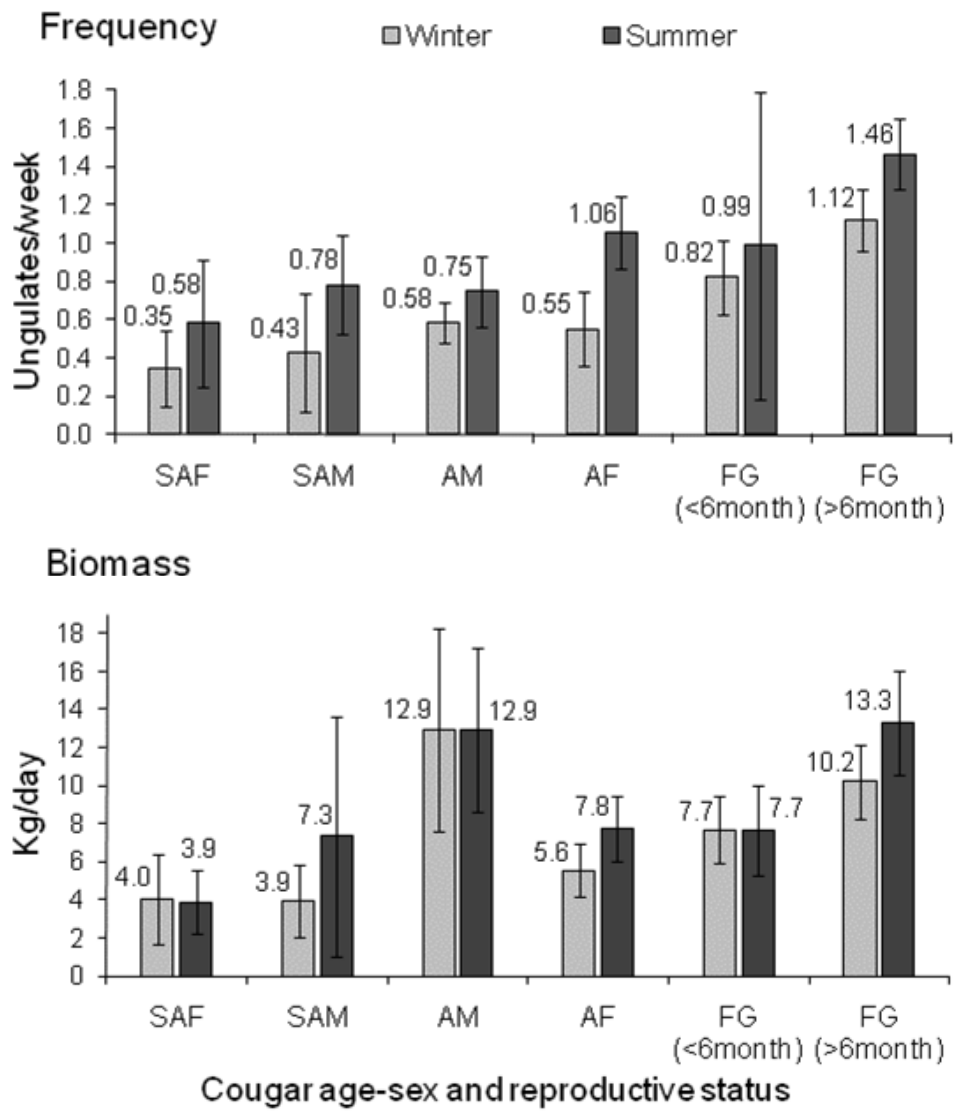 Frequency
Winter
Summer
Ungulates/week
1.8
1.6
1.4
1.2
1.0
0.8
0.6
0.4
0.2
0.0
0.35
0.58
0.43
0.78
0.58
0.75
0.55
1.06
0.82
0.99
1.12
1.46
SAF
SAM
AM
AF
FG
(<6month)
FG
(>6month)
Biomass
Kg/day
18
16
14
12
10
8
6
4
2
0
4.0
3.9
3.9
7.3
12.9
12.9
5.6
7.8
7.7
7.7
10.2
13.3
SAF
SAM
AM
AF
FG
(<6month)
FG
(>6month)
Cougar age-sex and reproductive status